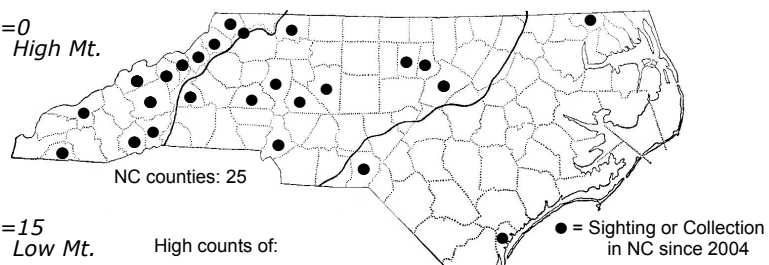 =0
High Mt.
NC counties: 25
=15
Low Mt.
High counts of:
● = Sighting or Collection
in NC since 2004